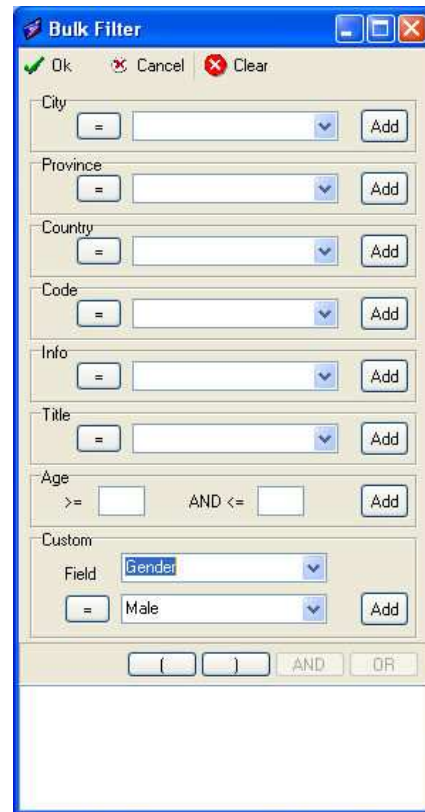 Bulk Filter
Ok Cancel Clear
City
= Add
Province
= Add
Country
= Add
Code
= Add
Info
= Add
Title
= Add
Age
>= AND <= Add
Custom
Field Gender
= Male Add
( ) AND OR